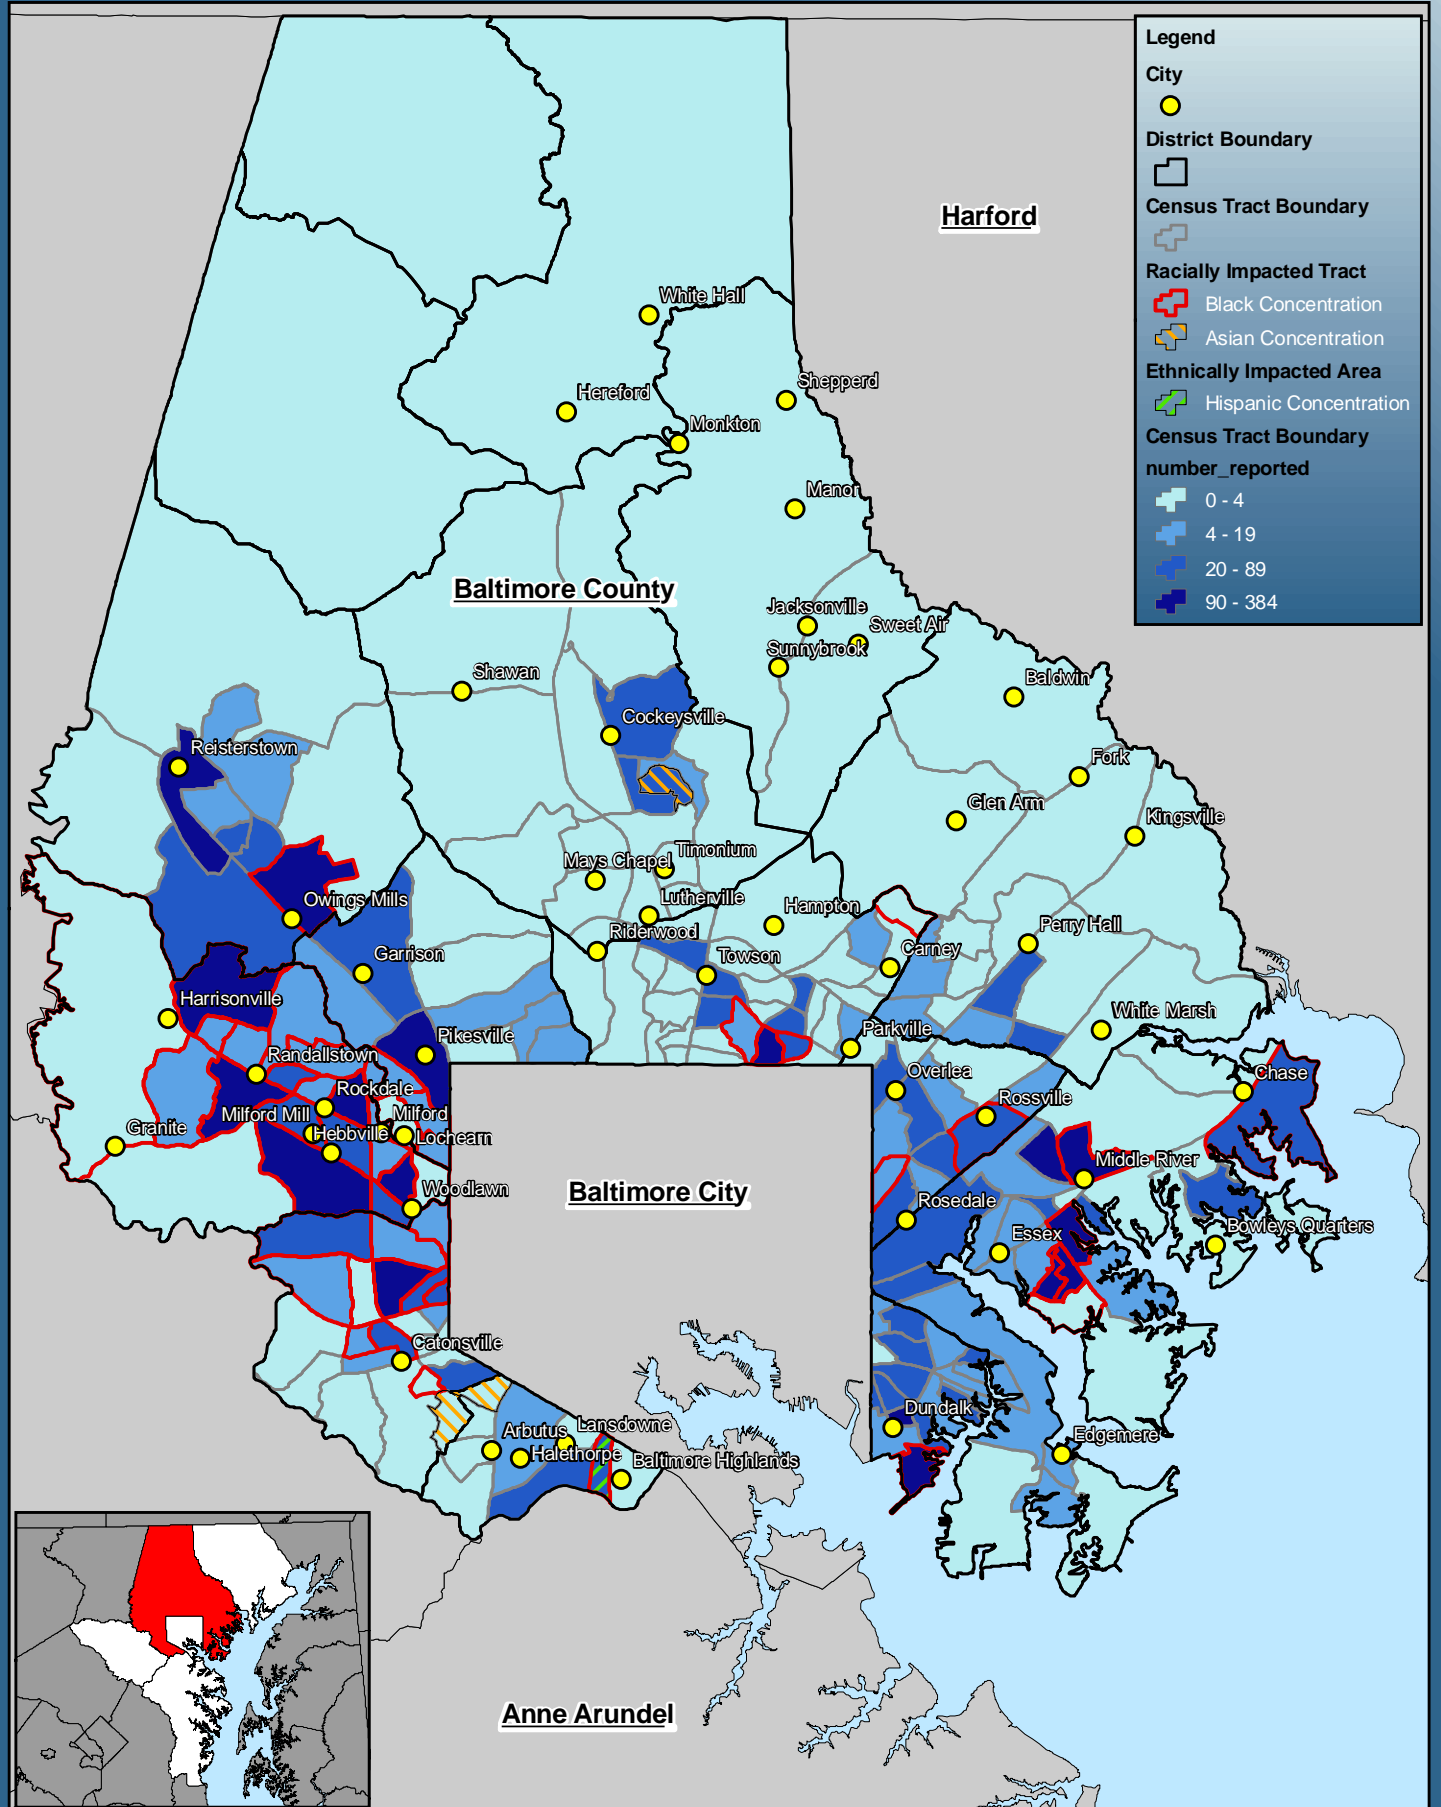 Legend
City
District Boundary
Census Tract Boundary
Racially Impacted Tract
Black Concentration
Asian Concentration
Ethnically Impacted Area
Hispanic Concentration
Census Tract Boundary
number_reported
0 - 4
4 - 19
20 - 89
90 - 384
Harford
White Hall
Shepperd
Hereford
Monkton
Manor
Baltimore County
Jacksonville
Sweet Air
Sunnybrook
Shawan
Baldwin
Cockeysville
Reisterstown
Fork
Glen Arm
Kingsville
Timonium
Mays Chapel
Owings Mills
Lutherville
Hampton
Perry Hall
Riderwood
Carney
Garrison
Towson
Harrisonville
White Marsh
Pikesville
Parkville
Randallstown
Overlea
Chase
Rockdale
Rossville
Milford Mill
Milford
Granite
Hebbville
Lochearn
Middle River
Woodlawn
Baltimore City
Rosedale
Bowleys Quarters
Essex
Catonsville
Dundalk
Lansdowne
Arbutus
Edgemere
Halethorpe
Baltimore Highlands
Anne Arundel